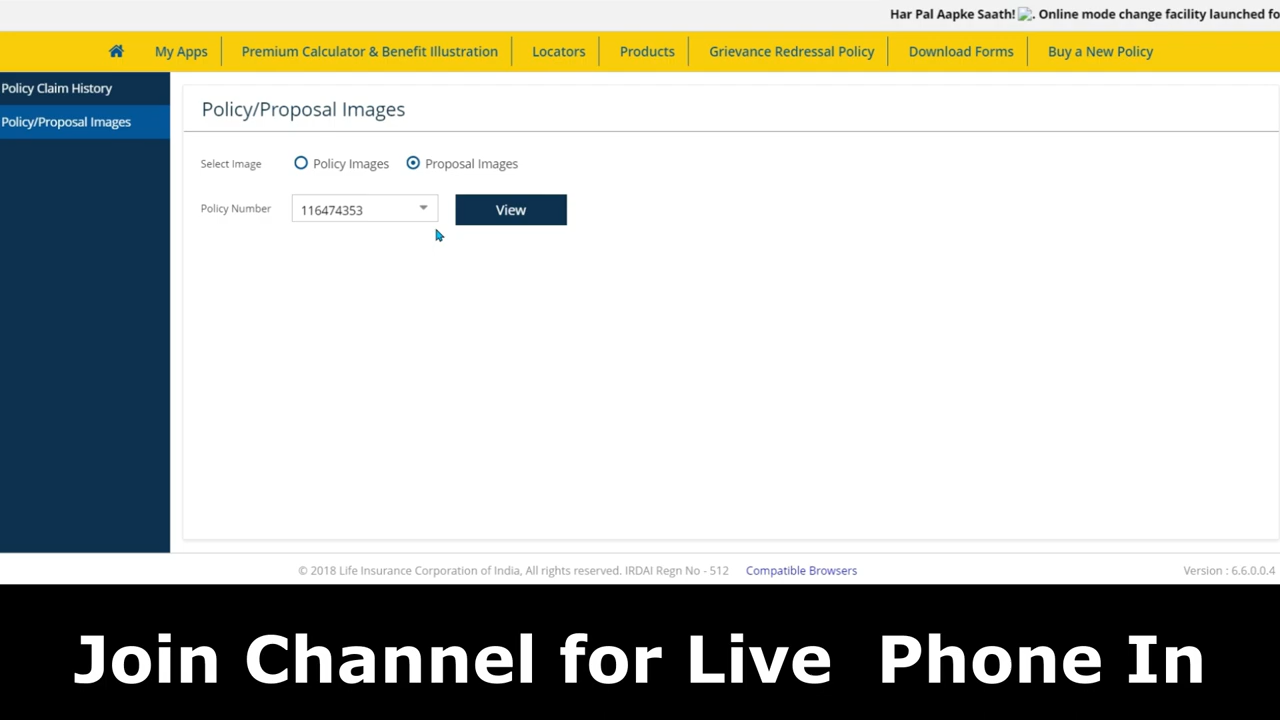 Har Pal Aapke Saath! . Online mode change facility launched fo
My Apps Premium Calculator & Benefit Illustration Locators Products Grievance Redressal Policy Download Forms Buy a New Policy
Policy Claim History
Policy/Proposal Images
Policy/Proposal Images
Select Image Policy Images Proposal Images
Policy Number 116474353 View
© 2018 Life Insurance Corporation of India, All rights reserved. IRDAI Regn No - 512 Compatible Browsers Version : 6.6.0.0.4
Join Channel for Live Phone In